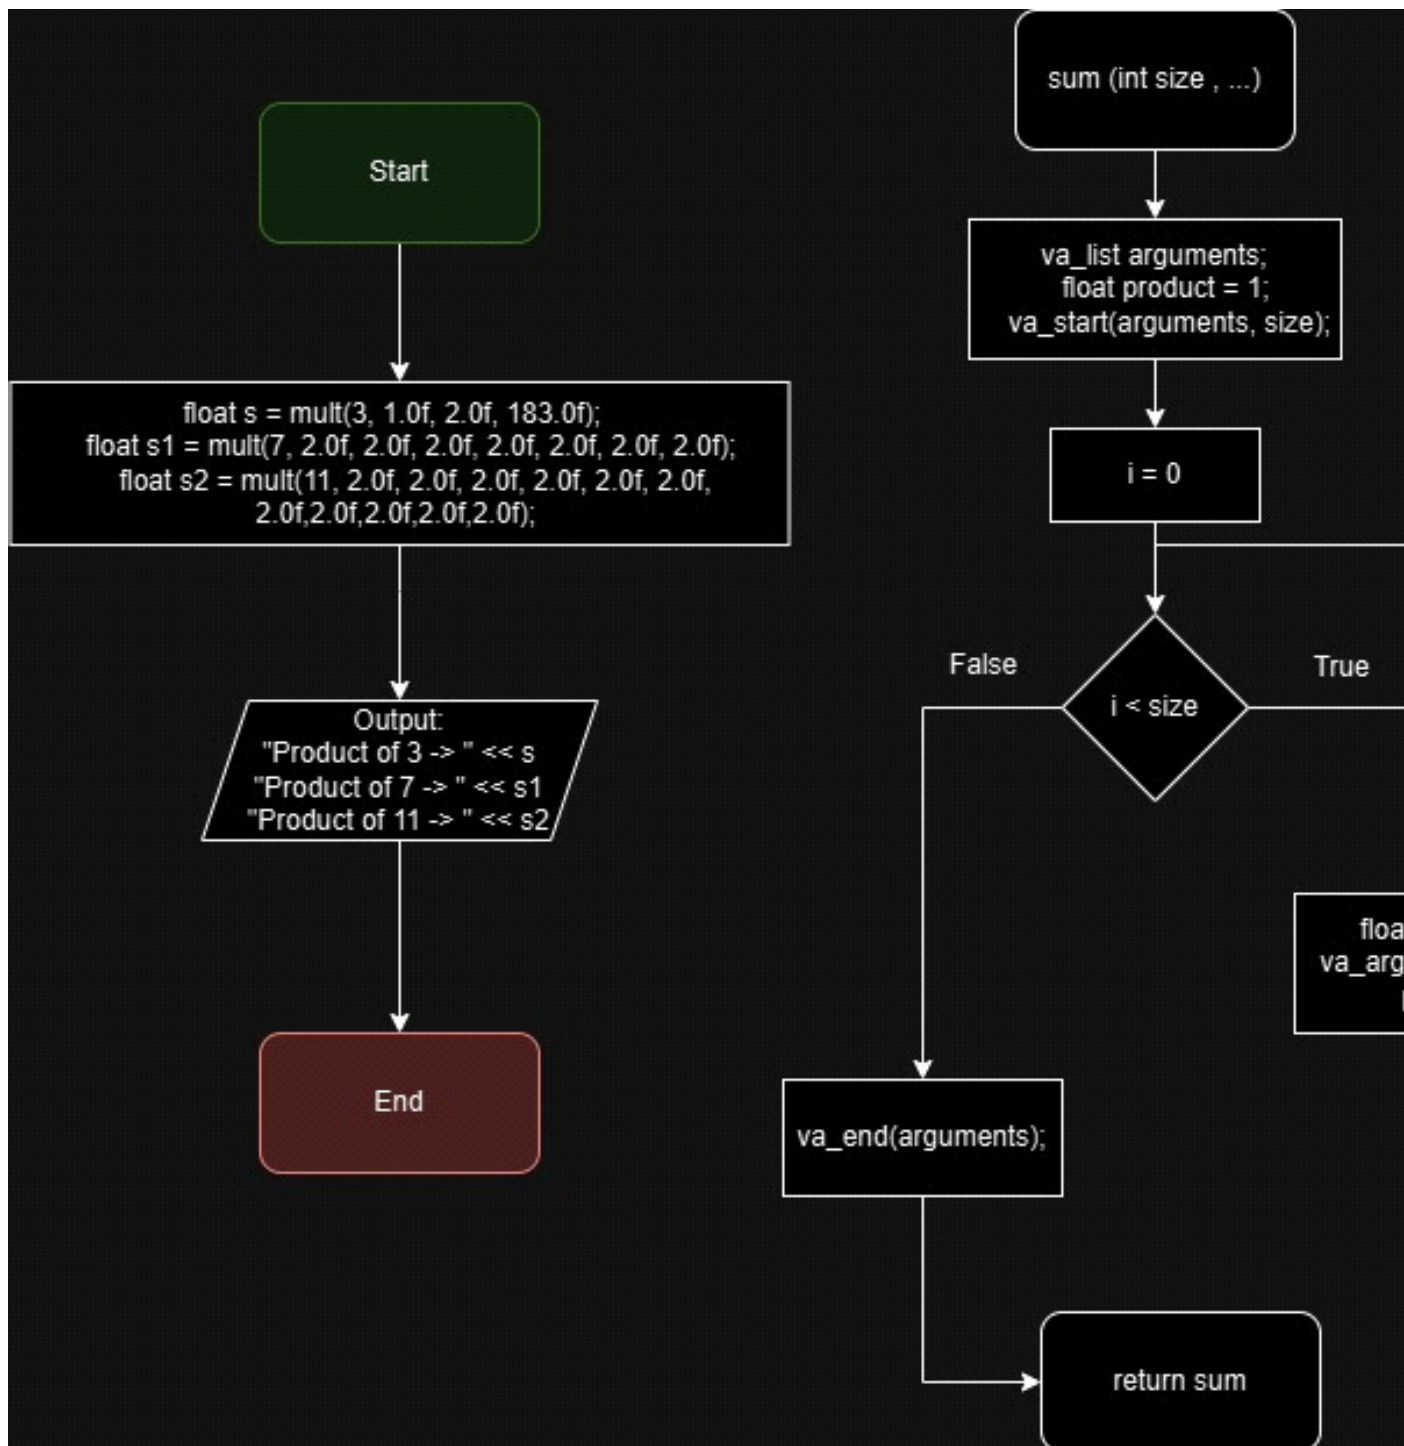 Start
float s = mult(3, 1.0f, 2.0f, 183.0f);
float s1 = mult(7, 2.0f, 2.0f, 2.0f, 2.0f, 2.0f, 2.0f, 2.0f);
float s2 = mult(11, 2.0f, 2.0f, 2.0f, 2.0f, 2.0f, 2.0f,
2.0f,2.0f,2.0f,2.0f,2.0f);
Output:
"Product of 3 -> " << s
"Product of 7 -> " << s1
"Product of 11 -> " << s2
End
sum (int size , ...)
va_list arguments;
float product = 1;
va_start(arguments, size);
i = 0
False
i < size
True
floa
va_arg
va_end(arguments);
return sum